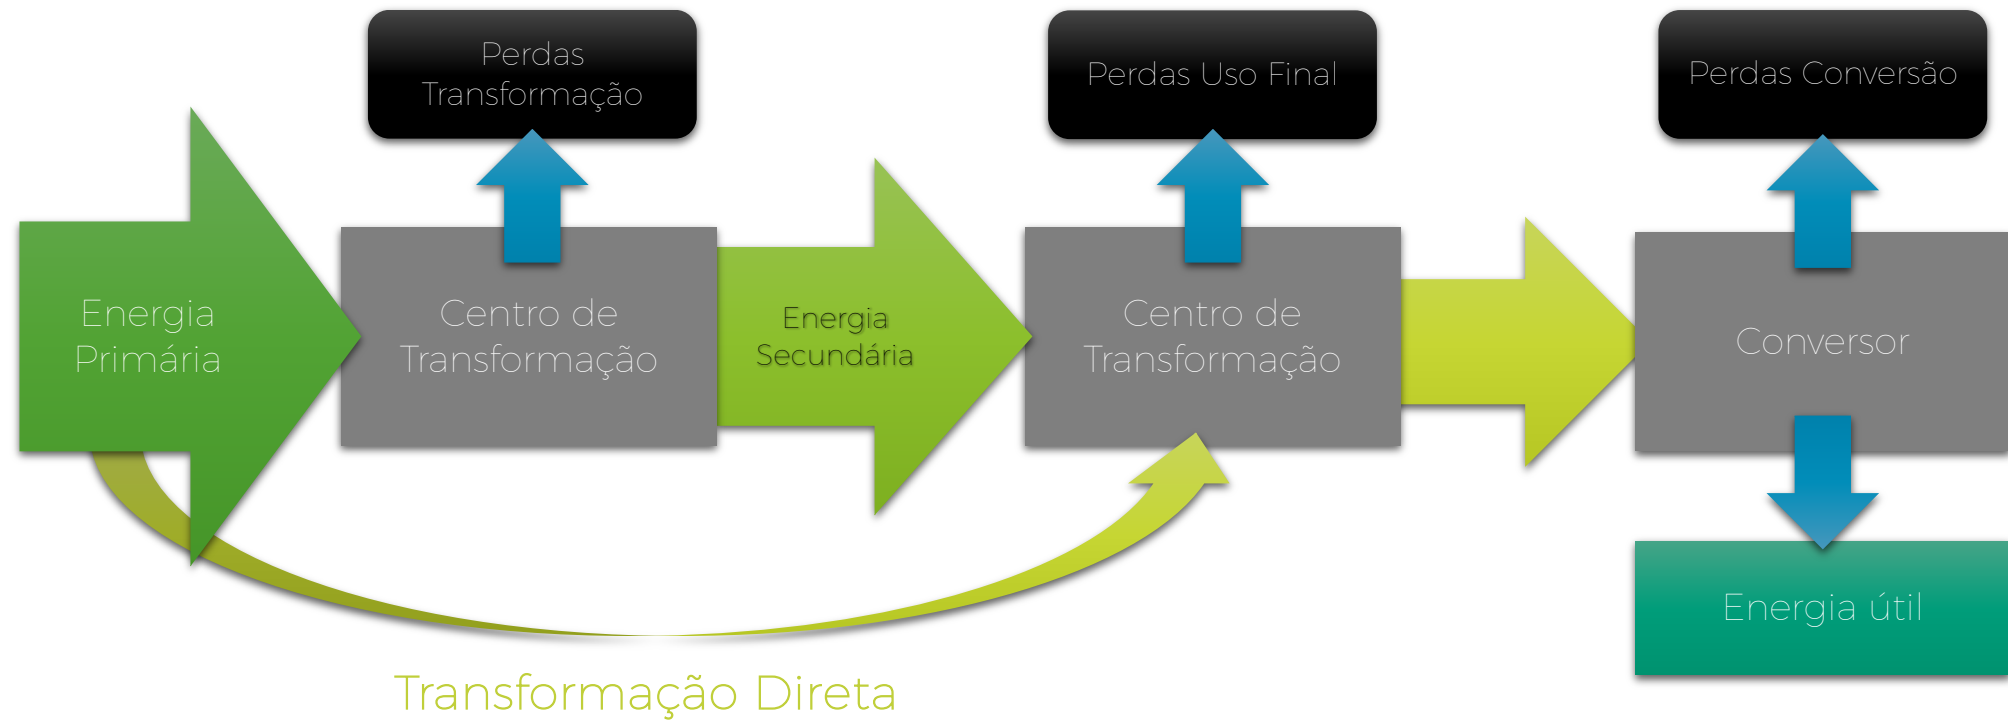 Perdas
Transformação
Perdas Uso Final
Perdas Conversão
Energia
Primária
Centro de
Transformação
Energia
Secundária
Centro de
Transformação
Conversor
Energia útil
Transformação Direta